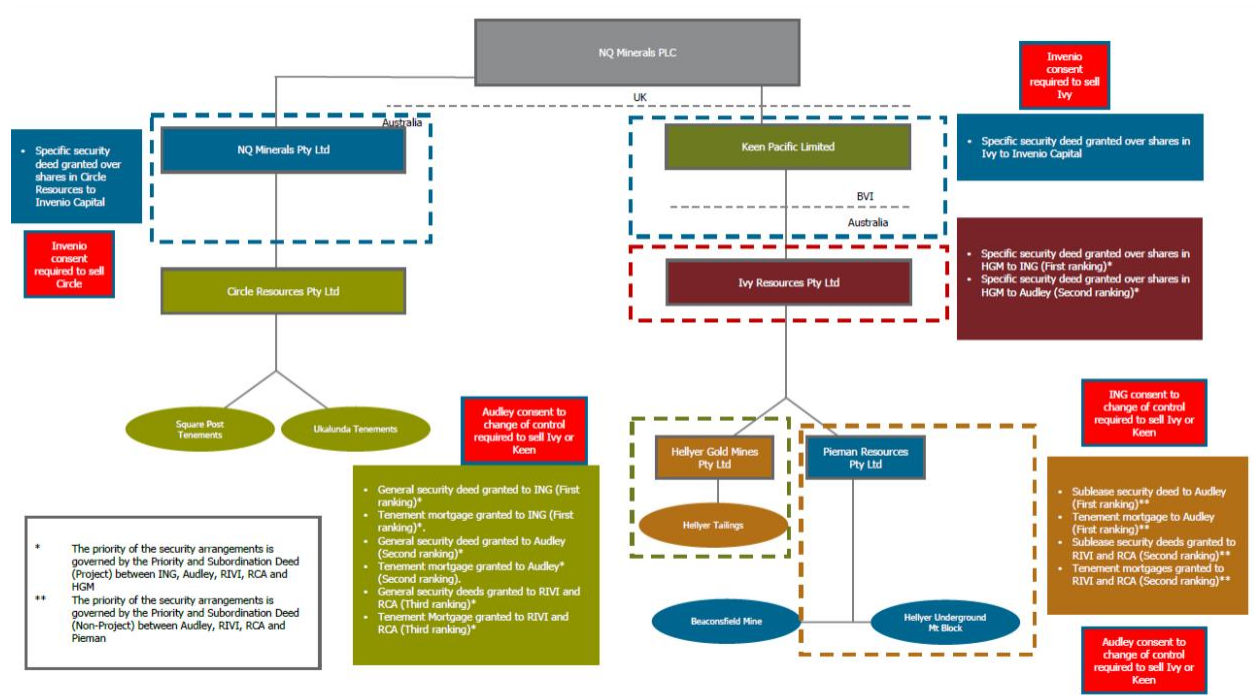 NQ Minerals PLC
Invenio
consent
required to sell
Ivy
UK
Australia
• Specific security
deed granted over
shares in Circle
Resources to
Invenio Capital
NQ Minerals Pty Ltd
Keen Pacific Limited
• Specific security deed granted over shares in
Ivy to Invenio Capital
BVI
Australia
Invenio
consent
required to sell
Circle
Circle Resources Pty Ltd
Ivy Resources Pty Ltd
• Specific security deed granted over shares in
HGM to ING (First ranking)*
• Specific security deed granted over shares in
HGM to Audley (Second ranking)*
Square Post
Tenements
Ukalunda Tenements
Audley consent to
change of control
required to sell Ivy or
Keen
ING consent to
change of control
required to sell Ivy or
Keen
Hellyer Gold Mines
Pty Ltd
Pieman Resources
Pty Ltd
Hellyer Tailings
• General security deed granted to ING (First
ranking)*
• Tenement mortgage granted to ING (First
ranking)*.
• General security deed granted to Audley
(Second ranking)*
• Tenement mortgage granted to Audley*
(Second ranking).
• General security deeds granted to RIVI and
RCA (Third ranking)*
• Tenement Mortgage granted to RIVI and
RCA (Third ranking)*
• Sublease security deed to Audley
(First ranking)**
• Tenement mortgage to Audley
(First ranking)**
• Sublease security deeds granted to
RIVI and RCA (Second ranking)**
• Tenement mortgages granted to
RIVI and RCA (Second ranking)**
* The priority of the security arrangements is
governed by the Priority and Subordination Deed
(Project) between ING, Audley, RIVI, RCA and
HGM
** The priority of the security arrangements is
governed by the Priority and Subordination Deed
(Non-Project) between Audley, RIVI, RCA and
Pieman
Beaconsfield Mine
Hellyer Underground
Mt Block
Audley consent to
change of control
required to sell Ivy or
Keen